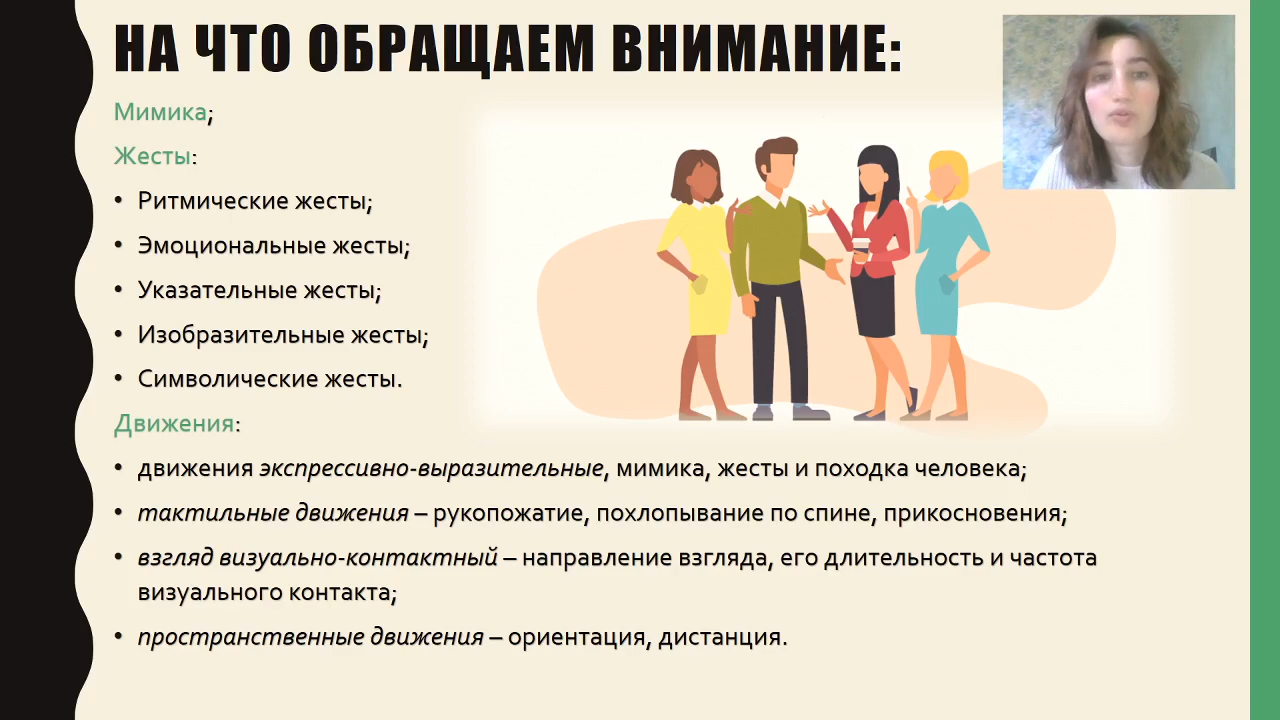 НА ЧТО ОБРАЩАЕМ ВНИМАНИЕ:
Мимика;
Жесты:
• Ритмические жесты;
• Эмоциональные жесты;
• Указательные жесты;
• Изобразительные жесты;
• Символические жесты.
Движения:
• движения экспрессивно-выразительные, мимика, жесты и походка человека;
• тактильные движения – рукопожатие, похлопывание по спине, прикосновения;
• взгляд визуально-контактный – направление взгляда, его длительность и частота
визуального контакта;
• пространственные движения – ориентация, дистанция.